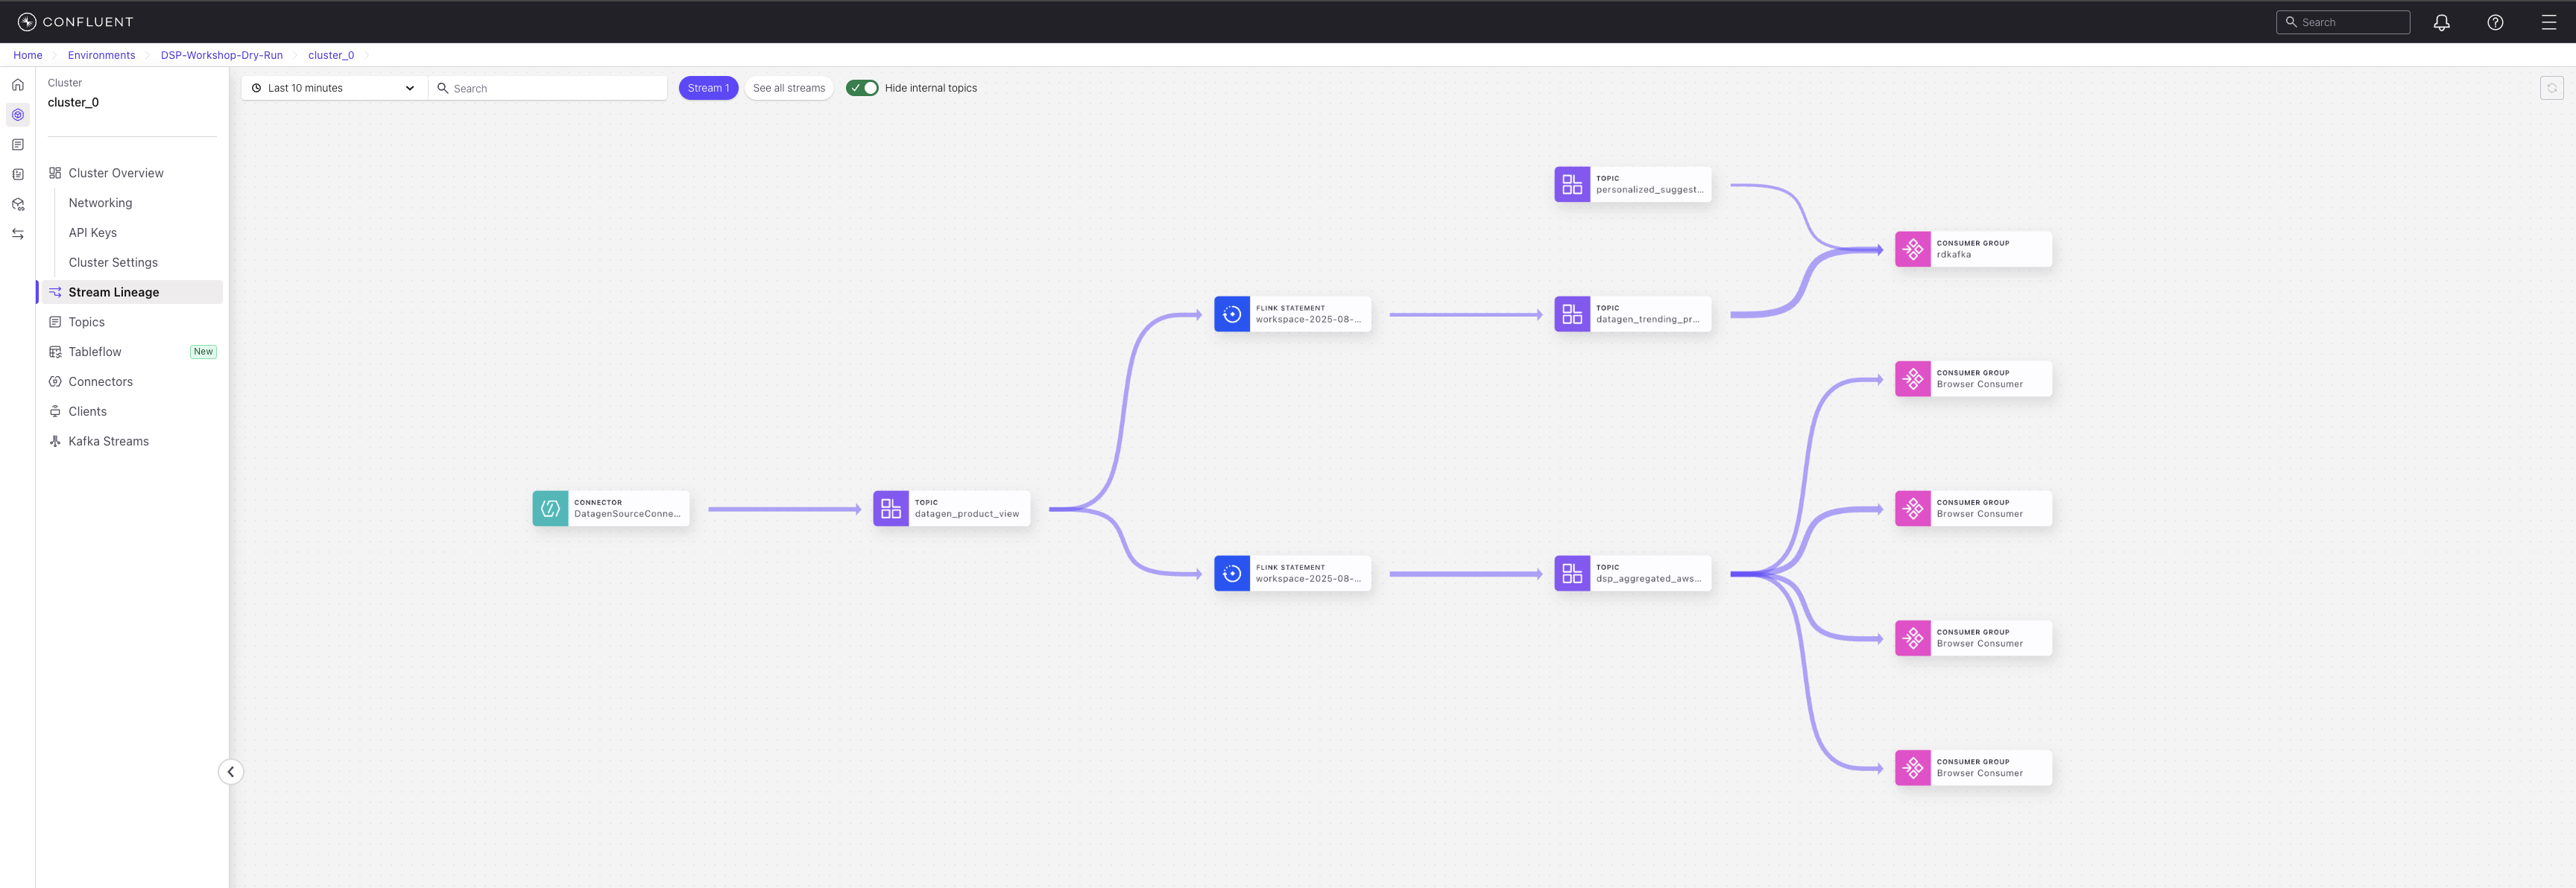 CONFLUENT
Search
Home
Environments
DSP-Workshop-Dry-Run
cluster_0
Cluster
cluster_0
Cluster Overview
Networking
API Keys
Cluster Settings
Stream Lineage
Topics
Tableflow
New
Connectors
Clients
Kafka Streams
Last 10 minutes
Search
Stream 1
See all streams
Hide internal topics
TOPIC
personalized_suggest...
CONSUMER GROUP
rdkafka
FLINK STATEMENT
workspace-2025-08-...
TOPIC
datagen_trending_pr...
CONSUMER GROUP
Browser Consumer
CONNECTOR
DatagenSourceConne...
TOPIC
datagen_product_view
CONSUMER GROUP
Browser Consumer
FLINK STATEMENT
workspace-2025-08-...
TOPIC
dsp_aggregated_aws...
CONSUMER GROUP
Browser Consumer
CONSUMER GROUP
Browser Consumer